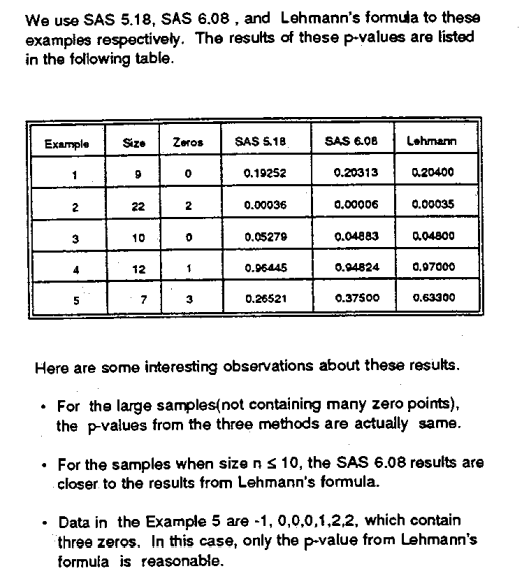 We use SAS 5.18, SAS 6.08 , and Lehmann's formula to these
examples respectively. The results of these p-values are listed
in the following table.
Example Size Zeros SAS 5.18 SAS 6.08 Lehmann
1 9 0 0.19252 0.20313 0.20400
2 22 2 0.00036 0.00006 0.00035
3 10 0 0.05279 0.04883 0.04800
4 12 1 0.96445 0.94824 0.97000
5 7 3 0.26521 0.37500 0.63300
Here are some interesting observations about these results.
• For the large samples(not containing many zero points),
the p-values from the three methods are actually same.
• For the samples when size n ≤ 10, the SAS 6.08 results are
closer to the results from Lehmann's formula.
• Data in the Example 5 are -1, 0,0,0,1,2,2, which contain
three zeros. In this case, only the p-value from Lehmann's
formula is reasonable.